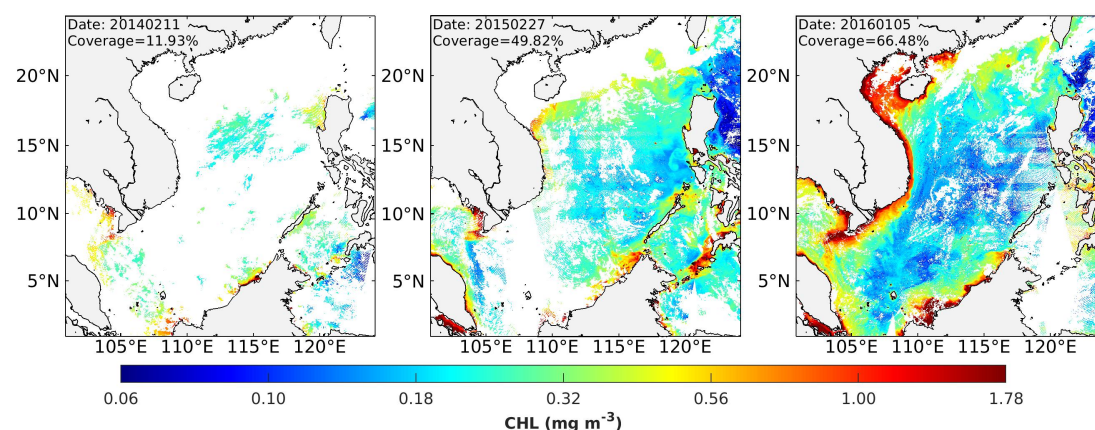 Date: 20140211
Coverage=11.93%
Date: 20150227
Coverage=49.82%
Date: 20160105
Coverage=66.48%
20°N
15°N
10°N
5°N
20°N
15°N
10°N
5°N
20°N
15°N
10°N
5°N
105°E 110°E 115°E 120°E
105°E 110°E 115°E 120°E
105°E 110°E 115°E 120°E
0.06 0.10 0.18 0.32 0.56 1.00 1.78
CHL (mg m-3)